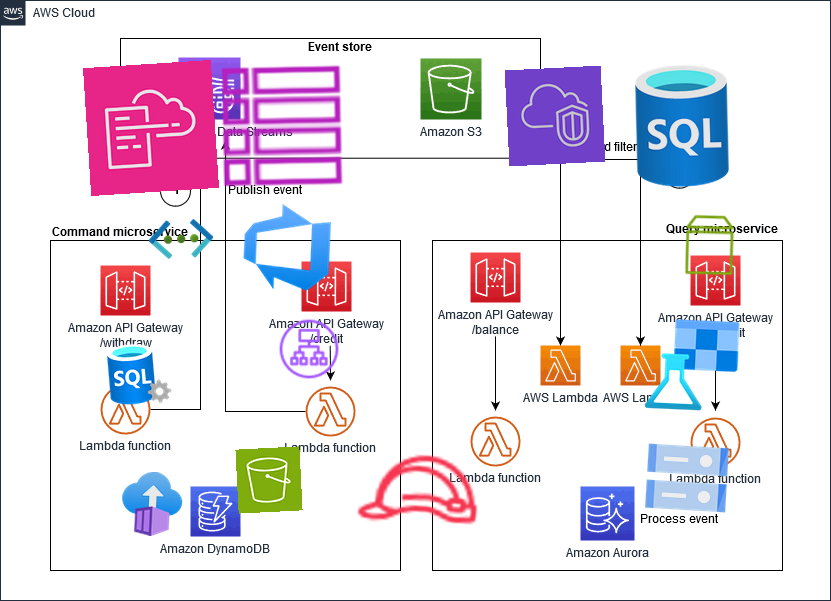 aws
AWS Cloud
Event store
Data Streams
Amazon S3
filter
SQL
Publish event
Command microservice
Query microservice
Amazon API Gateway
/withdraw
Amazon API Gateway
/credit
Amazon API Gateway
/balance
Amazon API Gateway
SQL
AWS Lambda
AWS
Lambda function
Lambda function
Lambda function
Lambda function
Process event
Amazon DynamoDB
Amazon Aurora